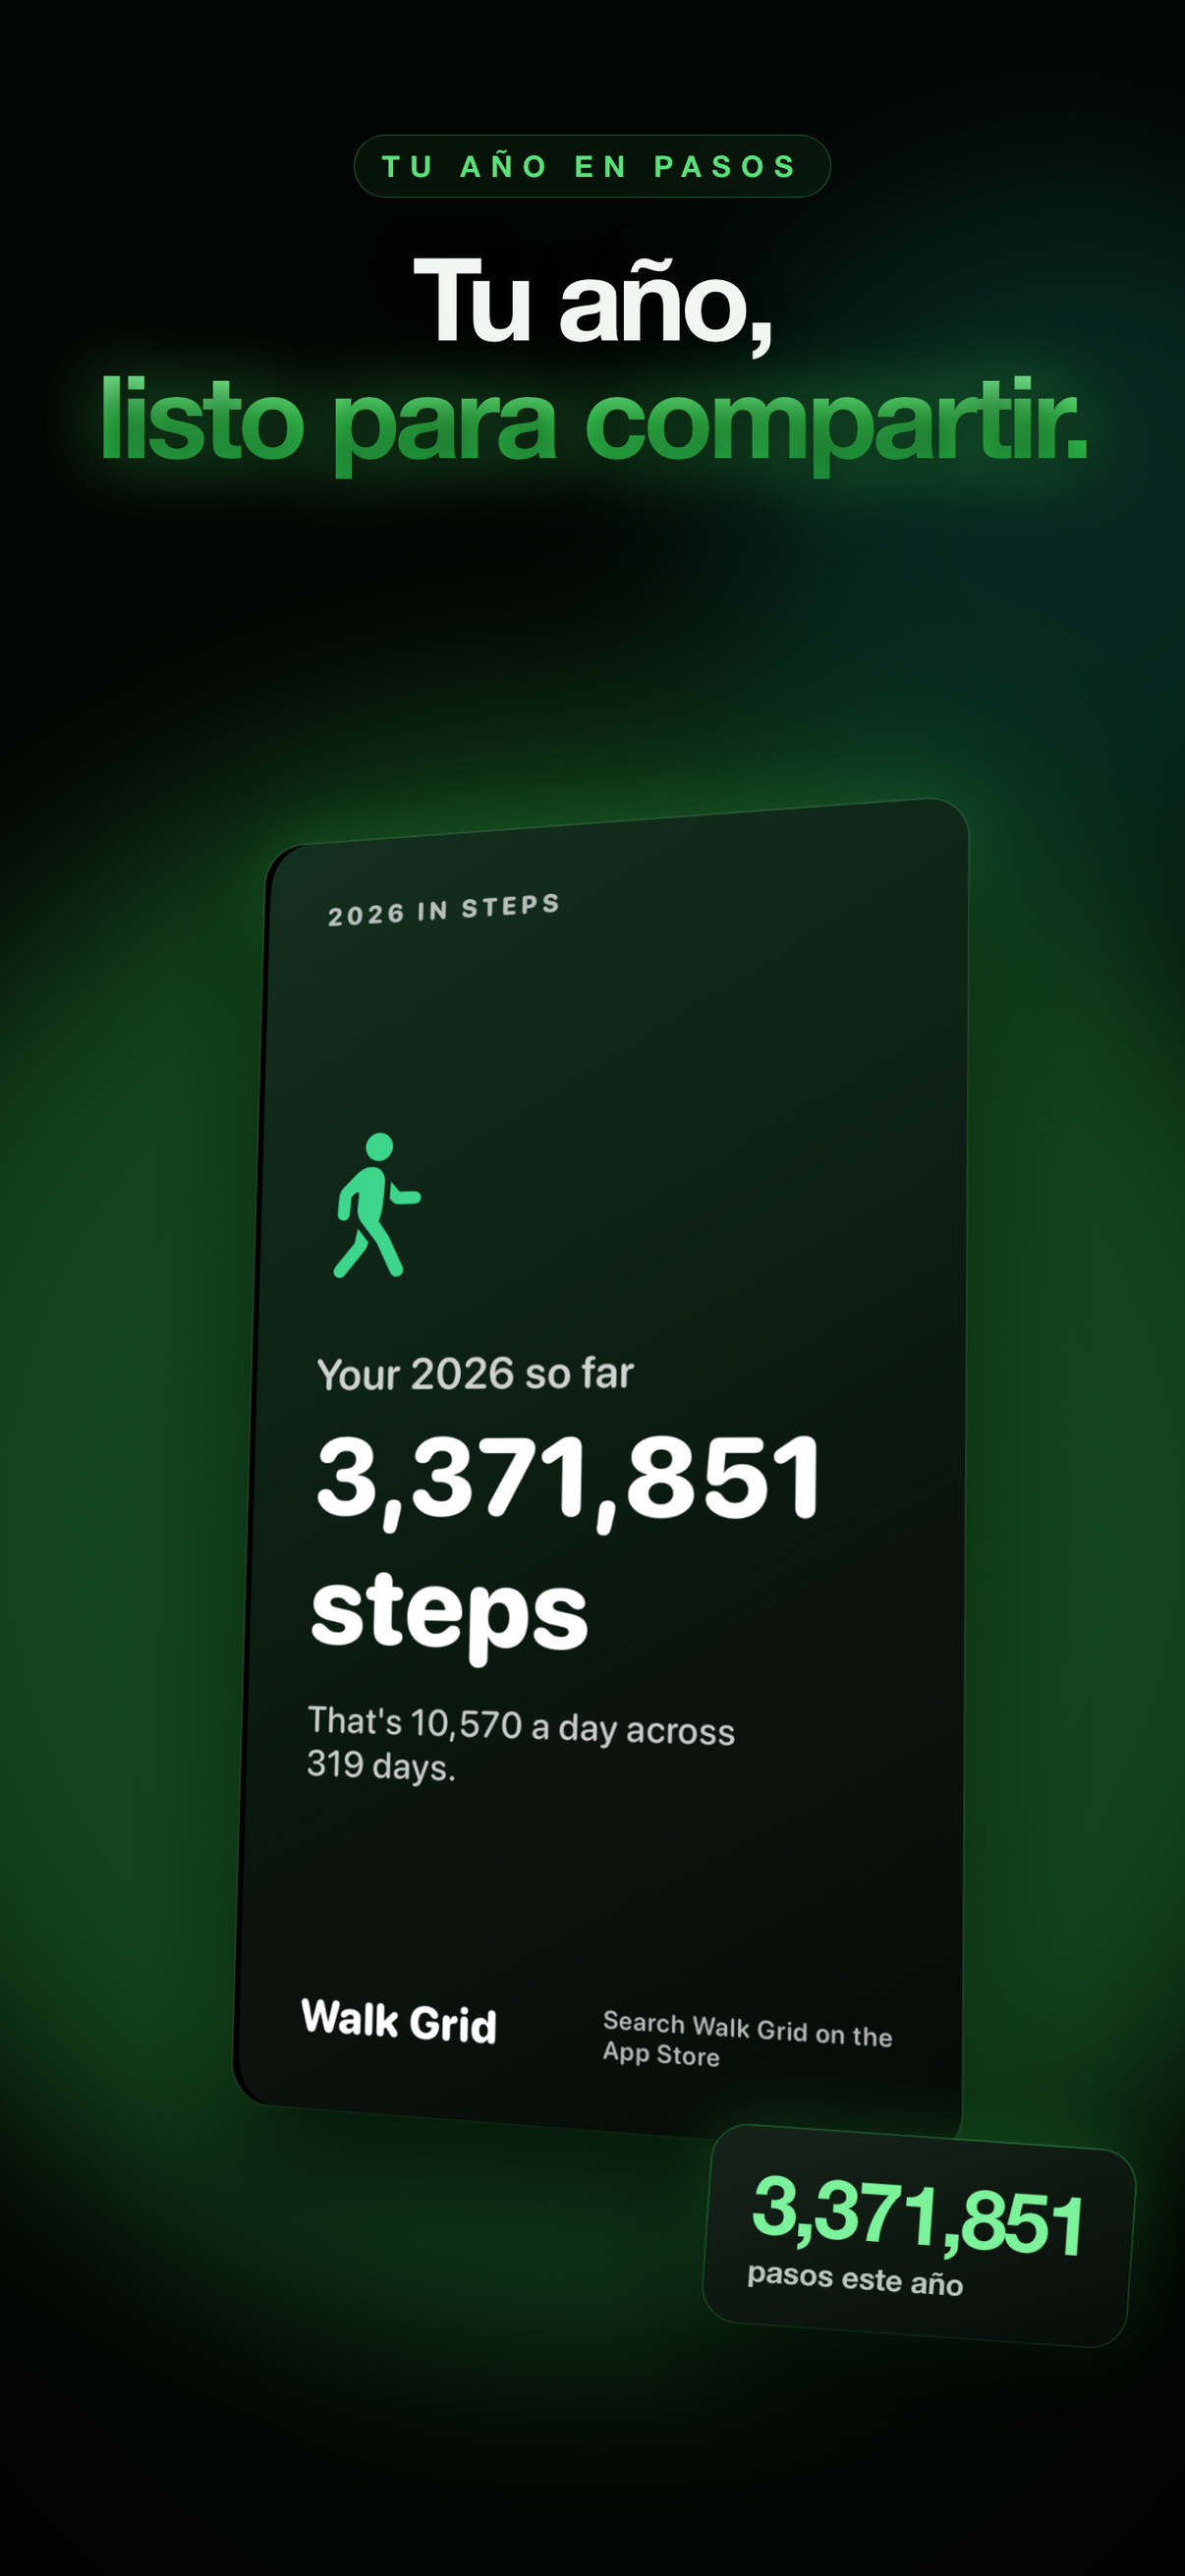 TU AÑO EN PASOS
Tu año,
listo para compartir.
2026 IN STEPS
Your 2026 so far
3,371,851
steps
That's 10,570 a day across
319 days.
Walk Grid
Search Walk Grid on the
App Store
3,371,851
pasos este año